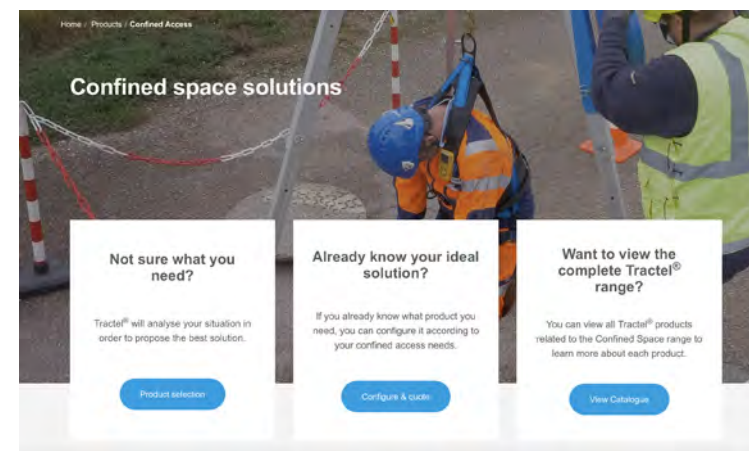 Home / Products / Confined Access
Confined space solutions
Not sure what you
need?
Tractel® will analyse your situation in
order to propose the best solution.
Product selection
Already know your ideal
solution?
If you already know what product you
need, you can configure it according to
your confined access needs.
Configure & quote
Want to view the
complete Tractel®
range?
You can view all Tractel® products
related to the Confined Space range to
learn more about each product.
View Catalogue